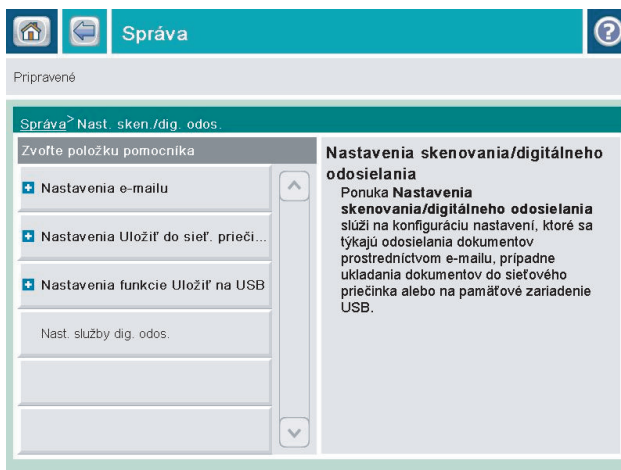 Správa
Pripravené
Správa> Nast. sken./dig. odos.
Zvoľte položku pomocníka
Nastavenia e-mailu
Nastavenia Uložiť do sieť. prieči...
Nastavenia funkcie Uložiť na USB
Nast. služby dig. odos.
Nastavenia skenovania/digitálneho
odosielania
Ponuka Nastavenia
skenovania/digitálneho odosielania
slúži na konfiguráciu nastavení, ktoré sa
týkajú odosielania dokumentov
prostredníctvom e-mailu, prípadne
ukladania dokumentov do sieťového
priečinka alebo na pamäťové zariadenie
USB.